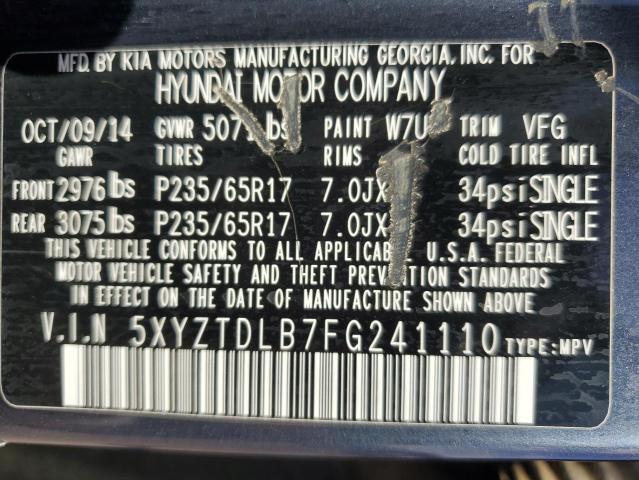 MFD. BY KIA MOTORS MANUFACTURING GEORGIA, INC. FOR
HYUNDAI MOTOR COMPANY
OCT/09/14 GVWR lbs PAINT TRIM VFG
GAWR TIRES RIMS COLD TIRE INFL
FRONT 2976 lbs P235/65R17 7.0JX 34psi SINGLE
REAR 3075 lbs P235/65R17 7.0JX 34psi SINGLE
THIS VEHICLE CONFORMS TO ALL APPLICABLE U.S.A. FEDERAL
MOTOR VEHICLE SAFETY AND THEFT PREVENTION STANDARDS
IN EFFECT ON THE DATE OF MANUFACTURE SHOWN ABOVE.
V.I.N 5XYZTDLB7FG241110 TYPE: MPV